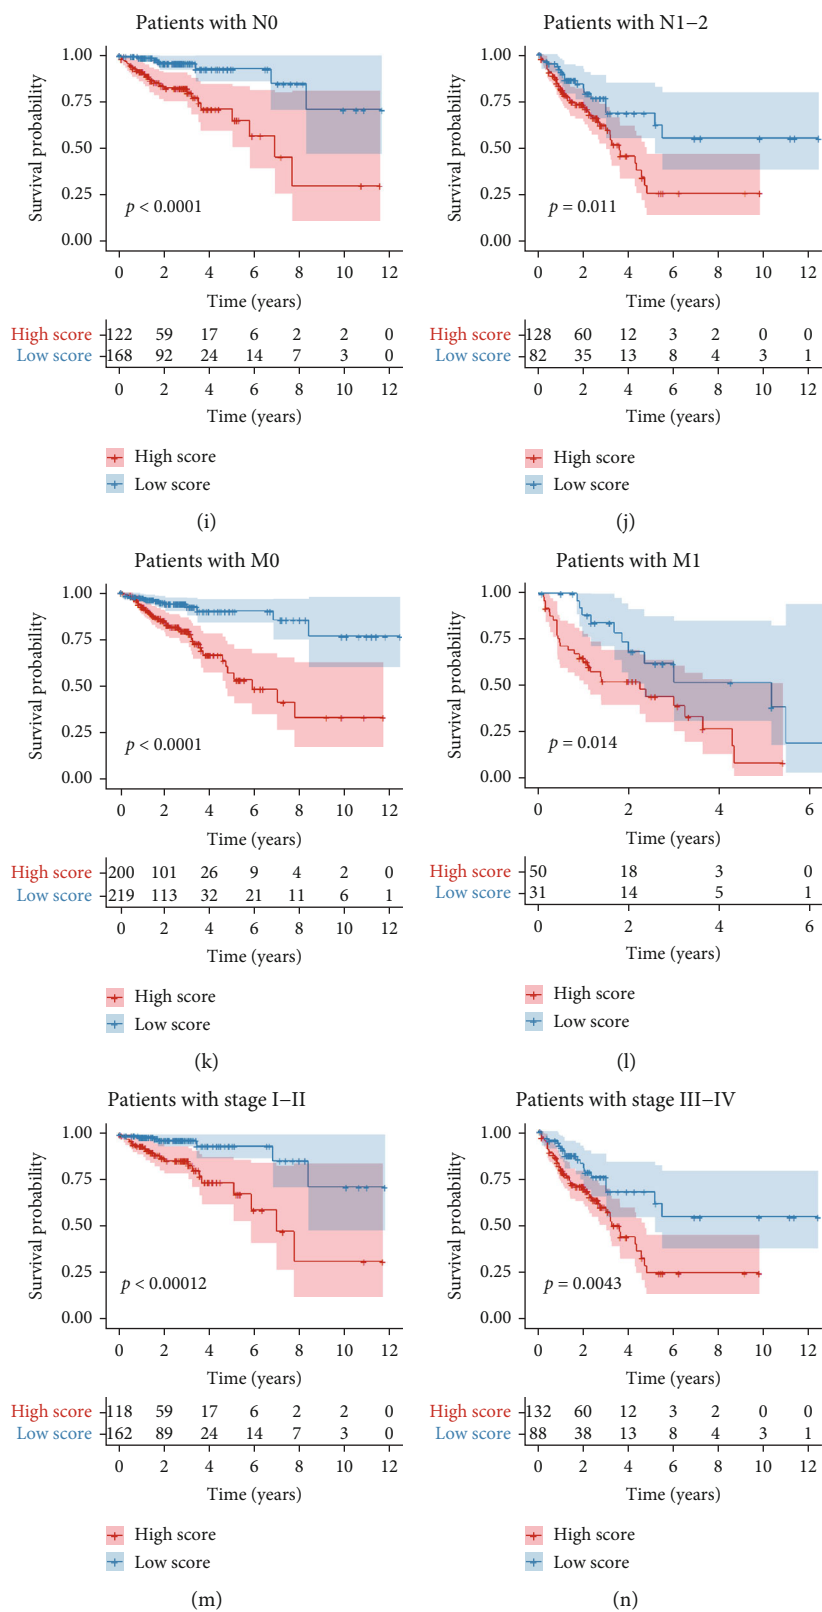 Patients with N0
Survival probability
1.00
0.75
0.50
0.25
0.00
p < 0.0001
0 2 4 6 8 10 12
Time (years)
High score 122 59 17 6 2 2 0
Low score 168 92 24 14 7 3 0
0 2 4 6 8 10 12
Time (years)
High score
Low score
(i)
Patients with N1–2
Survival probability
1.00
0.75
0.50
0.25
0.00
p = 0.011
0 2 4 6 8 10 12
Time (years)
High score 128 60 12 3 2 0 0
Low score 82 35 13 8 4 3 1
0 2 4 6 8 10 12
Time (years)
High score
Low score
(j)
Patients with M0
Survival probability
1.00
0.75
0.50
0.25
0.00
p < 0.0001
0 2 4 6 8 10 12
Time (years)
High score 200 101 26 9 4 2 0
Low score 219 113 32 21 11 6 1
0 2 4 6 8 10 12
Time (years)
High score
Low score
(k)
Patients with M1
Survival probability
1.00
0.75
0.50
0.25
0.00
p = 0.014
0 2 4 6
Time (years)
High score 50 18 3 0
Low score 31 14 5 1
0 2 4 6
Time (years)
High score
Low score
(l)
Patients with stage I–II
Survival probability
1.00
0.75
0.50
0.25
0.00
p < 0.00012
0 2 4 6 8 10 12
Time (years)
High score 118 59 17 6 2 2 0
Low score 162 89 24 14 7 3 0
0 2 4 6 8 10 12
Time (years)
High score
Low score
(m)
Patients with stage III–IV
Survival probability
1.00
0.75
0.50
0.25
0.00
p = 0.0043
0 2 4 6 8 10 12
Time (years)
High score 132 60 12 3 2 0 0
Low score 88 38 13 8 4 3 1
0 2 4 6 8 10 12
Time (years)
High score
Low score
(n)